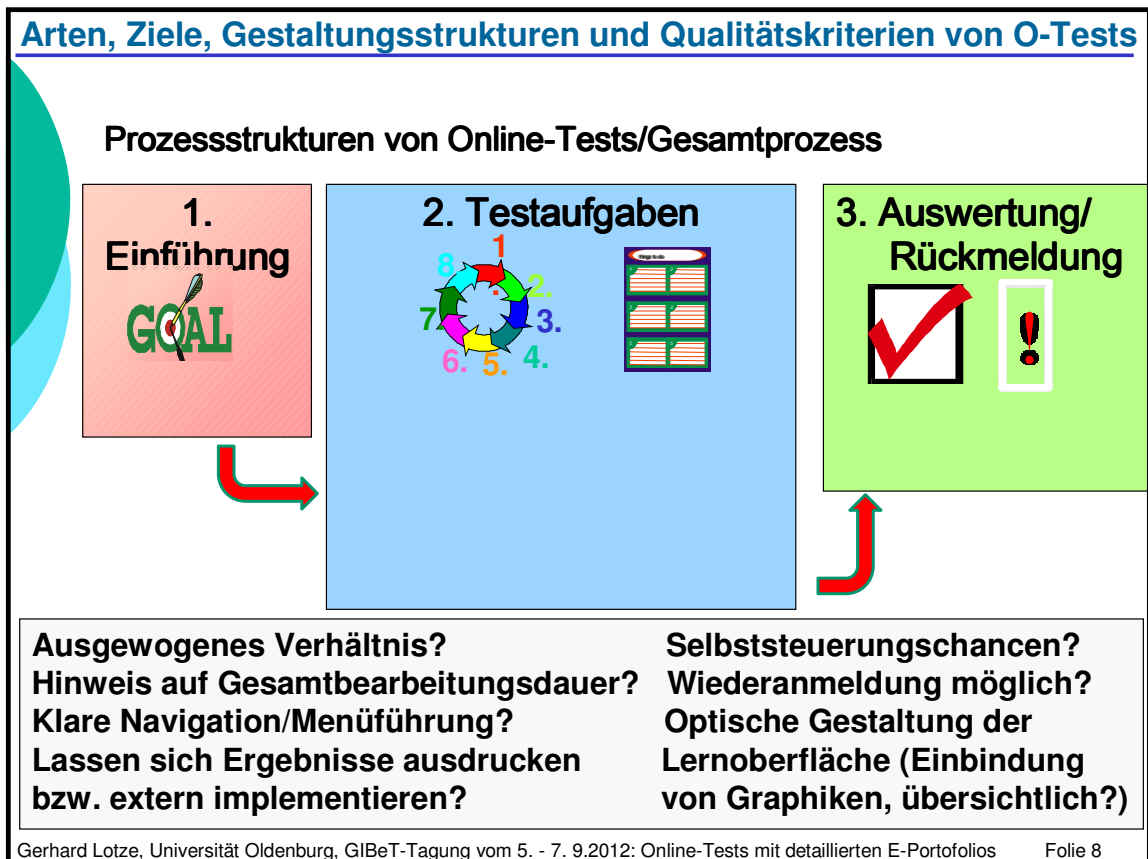 Arten, Ziele, Gestaltungsstrukturen und Qualitätskriterien von O-Tests
Prozessstrukturen von Online-Tests/Gesamtprozess
1.
Einführung
GOAL
2. Testaufgaben
1
.
2.
3.
4.
5.
6.
7.
8
Things to do
3. Auswertung/
Rückmeldung
!
Ausgewogenes Verhältnis?
Hinweis auf Gesamtbearbeitungsdauer?
Klare Navigation/Menüführung?
Lassen sich Ergebnisse ausdrucken
bzw. extern implementieren?
Selbststeuerungschancen?
Wiederanmeldung möglich?
Optische Gestaltung der
Lernoberfläche (Einbindung
von Graphiken, übersichtlich?)
Gerhard Lotze, Universität Oldenburg, GIBeT-Tagung vom 5. - 7. 9.2012: Online-Tests mit detaillierten E-Portofolios Folie 8